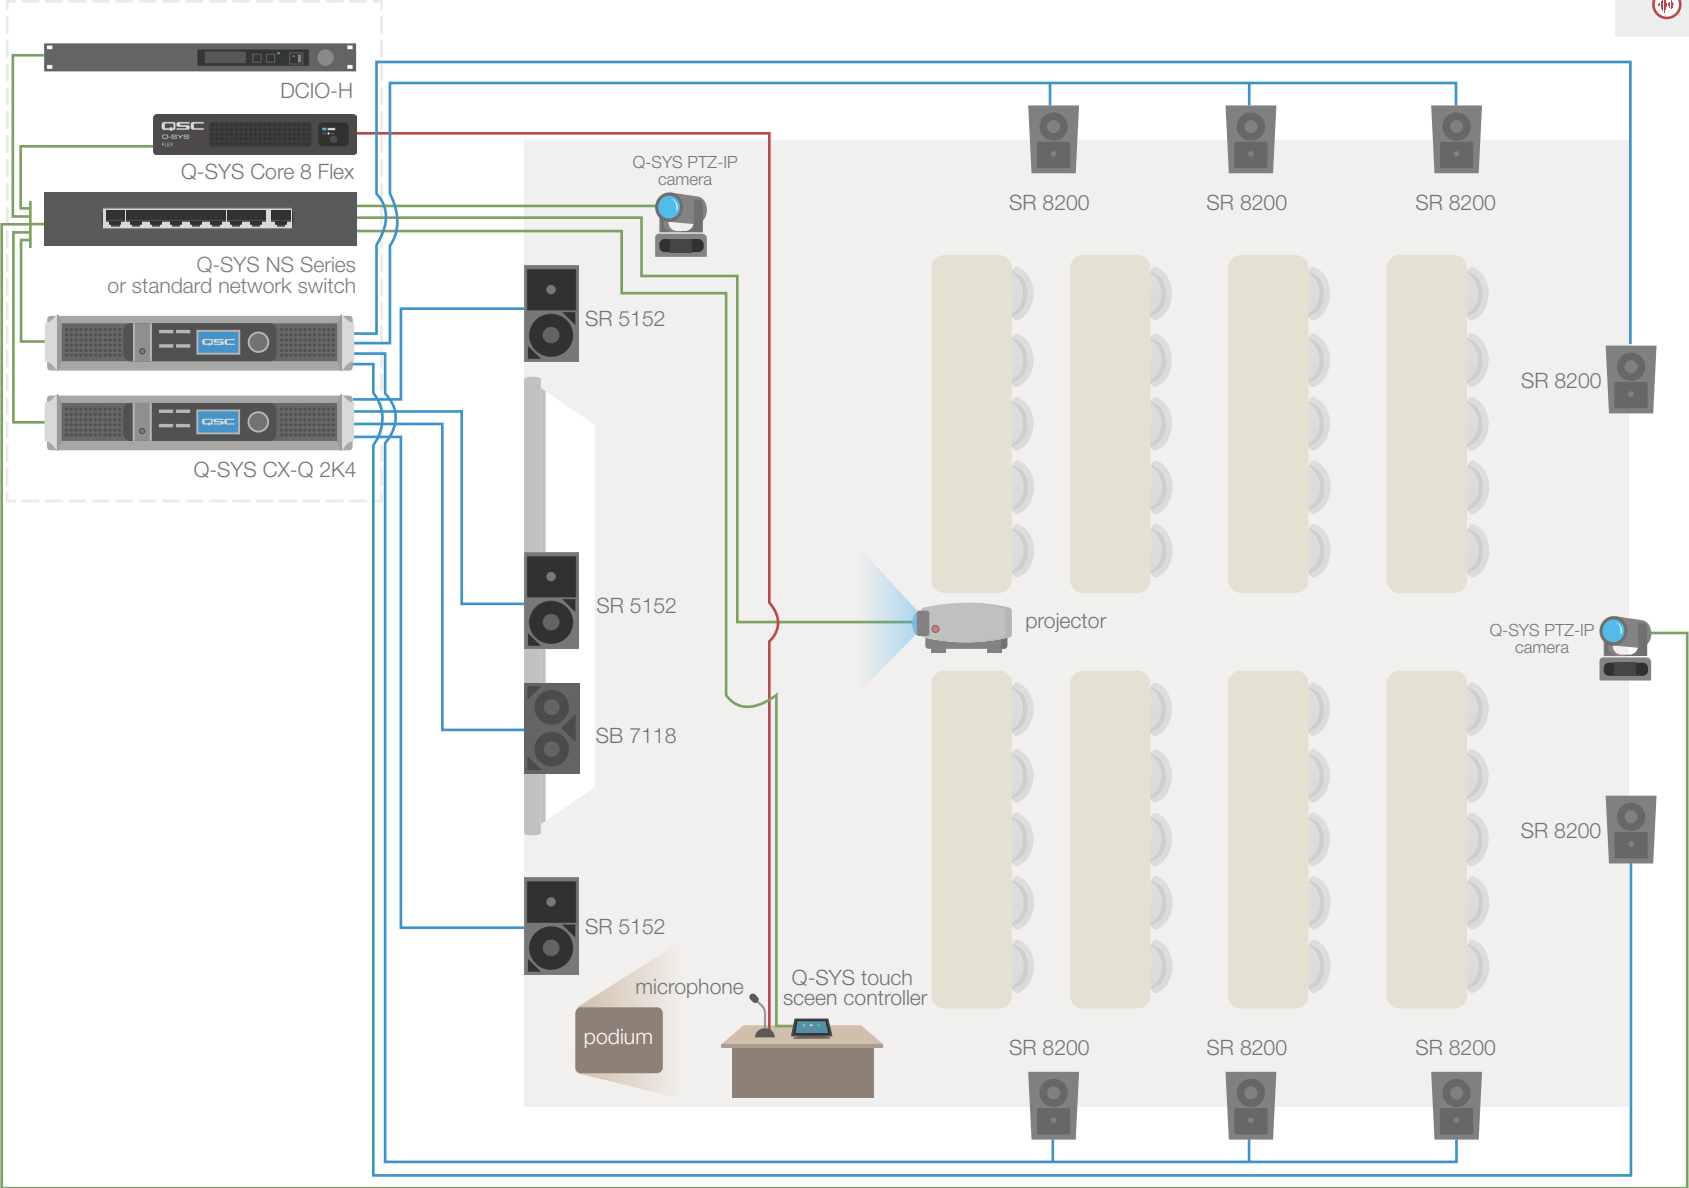 DCIO-H
QSC
Q-SYS
FLEX
Q-SYS Core 8 Flex
Q-SYS NS Series
or standard network switch
QSC
QSC
Q-SYS CX-Q 2K4
Q-SYS PTZ-IP
camera
SR 8200
SR 8200
SR 8200
SR 5152
SR 8200
SR 5152
projector
Q-SYS PTZ-IP
camera
SB 7118
SR 8200
SR 5152
microphone
Q-SYS touch
sceen controller
podium
SR 8200
SR 8200
SR 8200